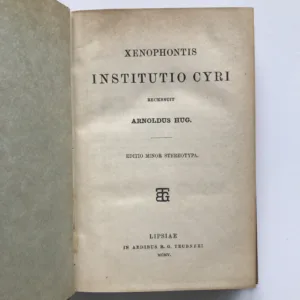 XENOPHONTIS
INSTITUTIO CYRI
RECENSUIT
ARNOLDUS HUG.
EDITIO MINOR STEREOTYPA.
LIPSIAE
IN AEDIBUS B. G. TEUBNERI